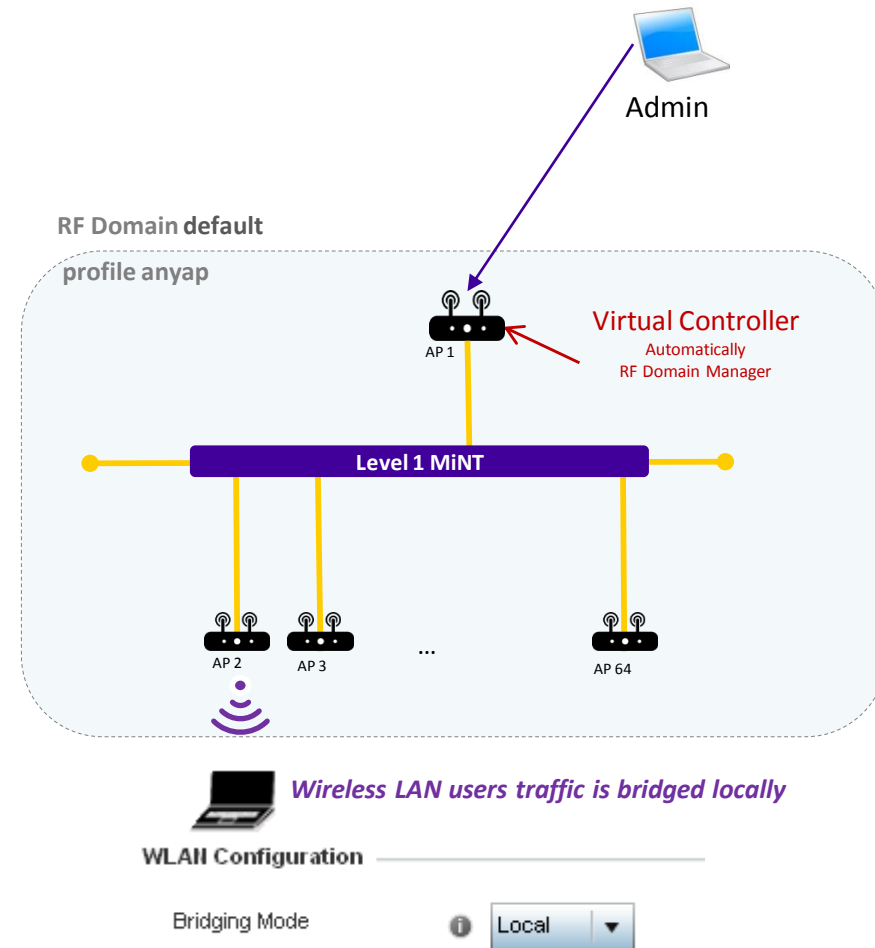 Admin
RF Domain default
profile anyap
Virtual Controller
Automatically
RF Domain Manager
AP 1
Level 1 MiNT
AP 2
AP 3
...
AP 64
Wireless LAN users traffic is bridged locally
WLAN Configuration
Bridging Mode
Local